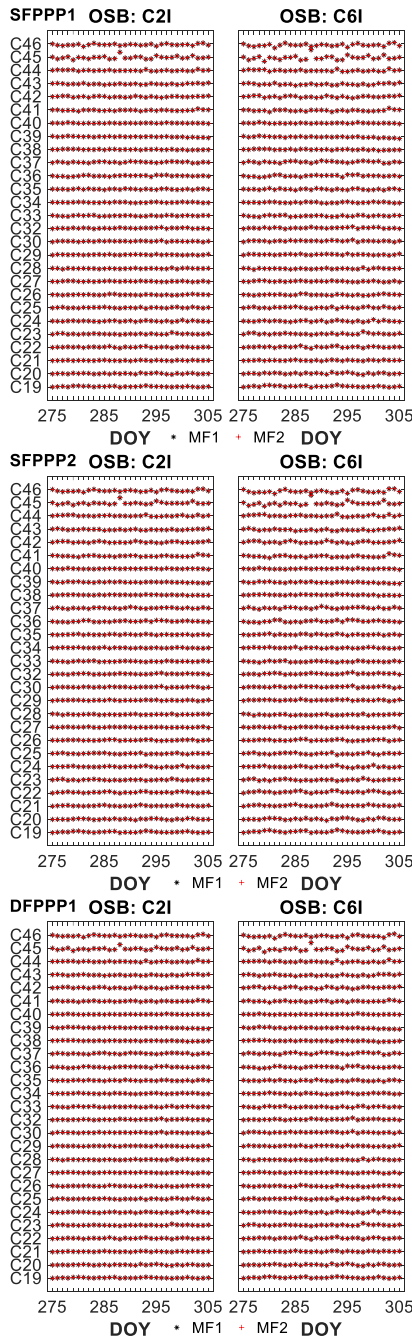 SFPPP1 OSB: C2I OSB: C6I
C46
C45
C44
C43
C42
C41
C40
C39
C38
C37
C36
C35
C34
C33
C32
C30
C29
C28
C27
C26
C25
C24
C23
C22
C21
C20
C19
275 295 305 275 285 295 305
DOY MF1 MF2 DOY
SFPPP2 OSB: C2I OSB: C6I
C46
C45
C44
C43
C42
C41
C40
C39
C38
C37
C36
C35
C34
C33
C32
C30
C29
C28
C27
C26
C25
C24
C23
C22
C21
C20
C19
275 295 305 275 285 295 305
DOY MF1 MF2 DOY
DFPPP1 OSB: C2I OSB: C6I
C46
C45
C44
C43
C42
C41
C40
C39
C38
C37
C36
C35
C34
C33
C32
C30
C29
C28
C27
C26
C25
C24
C23
C22
C21
C20
C19
275 295 305 275 285 295 305
DOY MF1 MF2 DOY